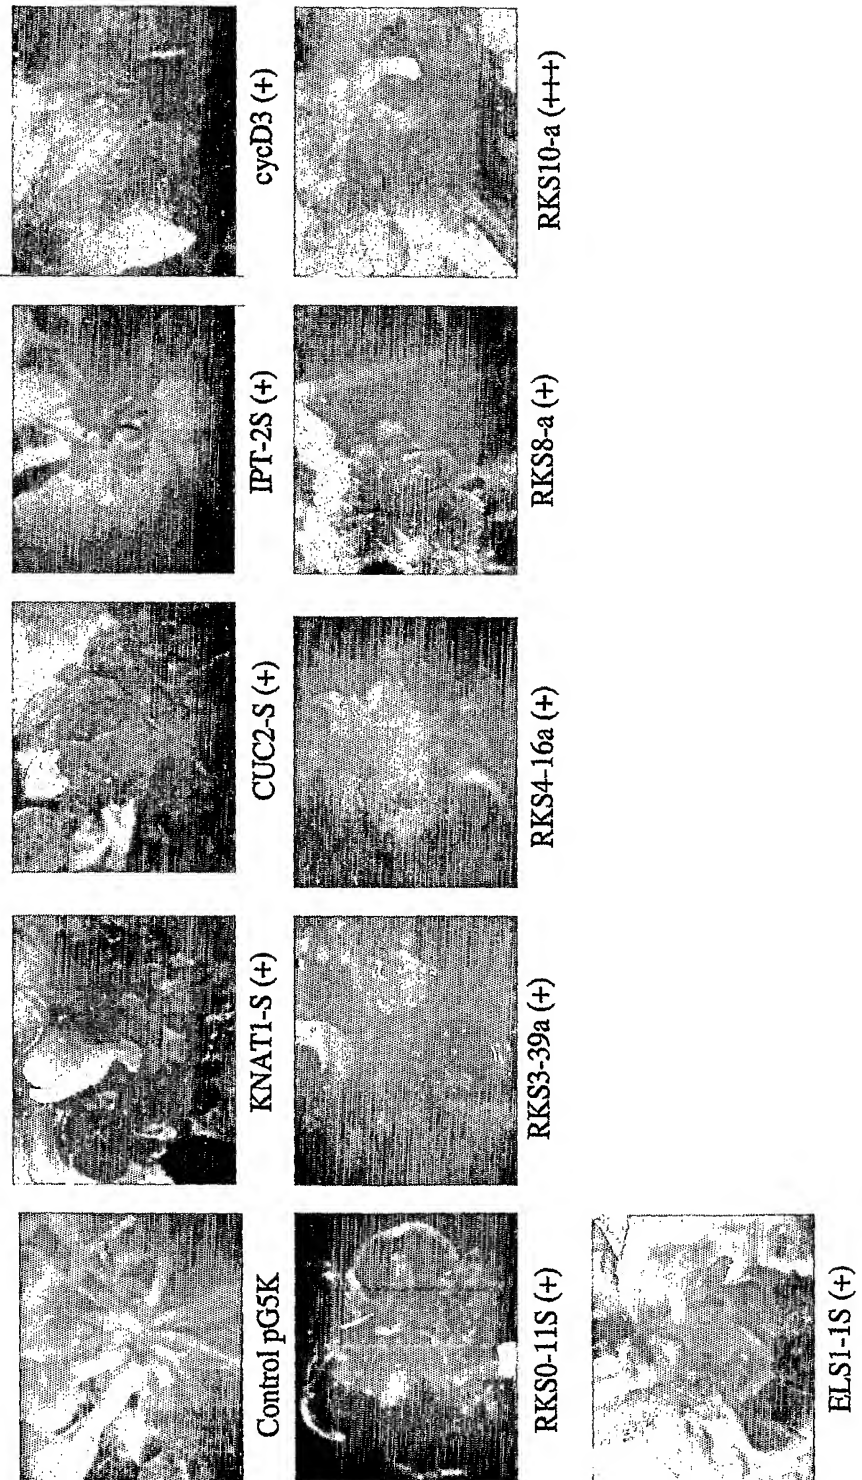 Control pG5K
KNAT1-S (+)
CUC2-S (+)
IPT-2S (+)
cycD3 (+)
RKS0-11S (+)
RKS3-39a (+)
RKS4-16a (+)
RKS8-a (+)
RKS10-a (+++)
ELS1-1S (+)